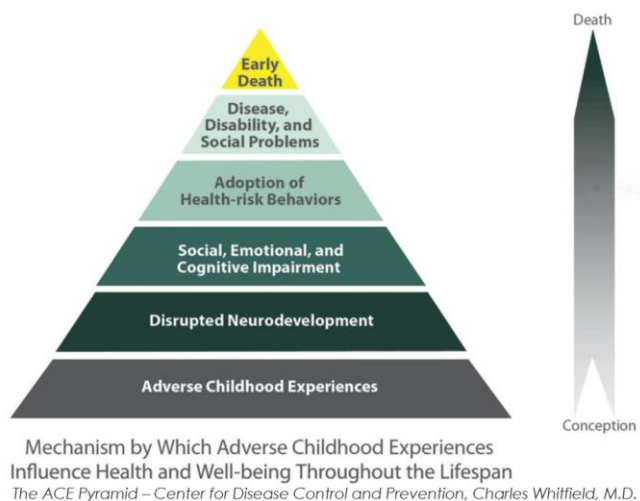 Death
Early
Death
Disease,
Disability, and
Social Problems
Adoption of
Health-risk Behaviors
Social, Emotional, and
Cognitive Impairment
Disrupted Neurodevelopment
Adverse Childhood Experiences
Conception
Mechanism by Which Adverse Childhood Experiences
Influence Health and Well-being Throughout the Lifespan
The ACE Pyramid – Center for Disease Control and Prevention, Charles Whitfield, M.D.